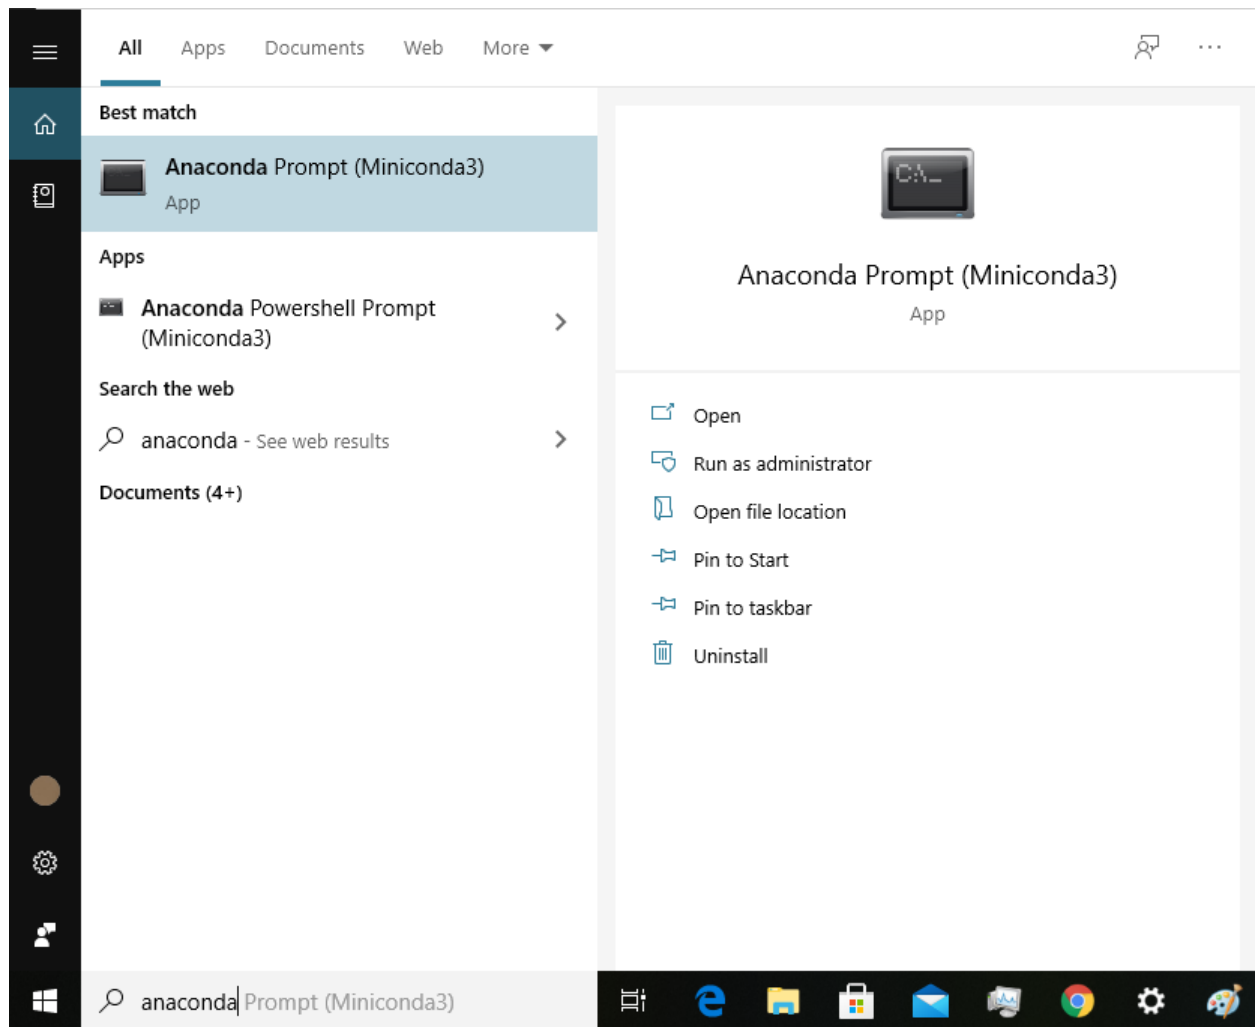 All Apps Documents Web More
Best match
Anaconda Prompt (Miniconda3)
App
Apps
Anaconda Powershell Prompt
(Miniconda3)
Search the web
anaconda - See web results
Documents (4+)
C:\_
Anaconda Prompt (Miniconda3)
App
Open
Run as administrator
Open file location
Pin to Start
Pin to taskbar
Uninstall
anaconda Prompt (Miniconda3)